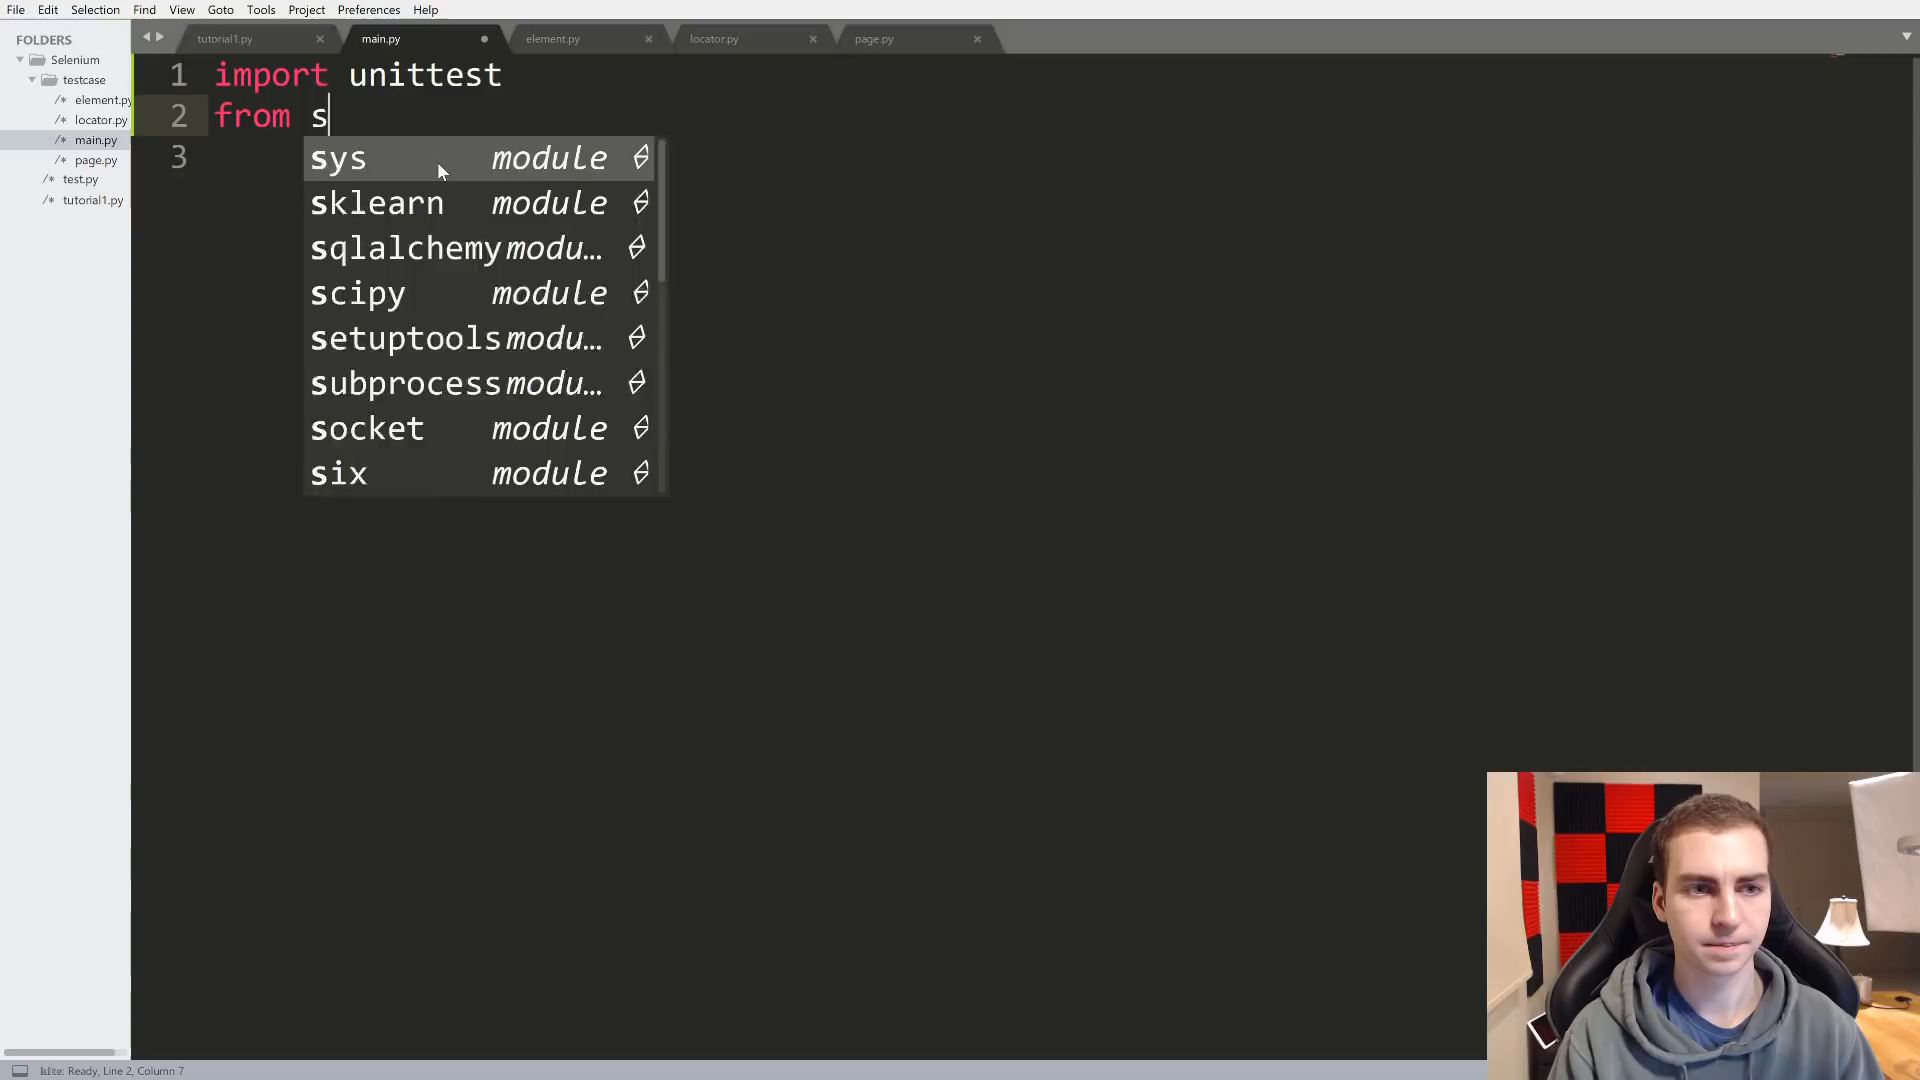 File Edit Selection Find View Goto Tools Project Preferences Help
FOLDERS
Selenium
testcase
/* element.py
/* locator.py
/* main.py
/* page.py
/* test.py
/* tutorial1.py
tutorial1.py × main.py element.py × locator.py × page.py ×
1 import unittest
2 from s
3
sys module
sklearn module
sqlalchemy modu...
scipy module
setuptools modu...
subprocess modu...
socket module
six module
kite: Ready, Line 2, Column 7